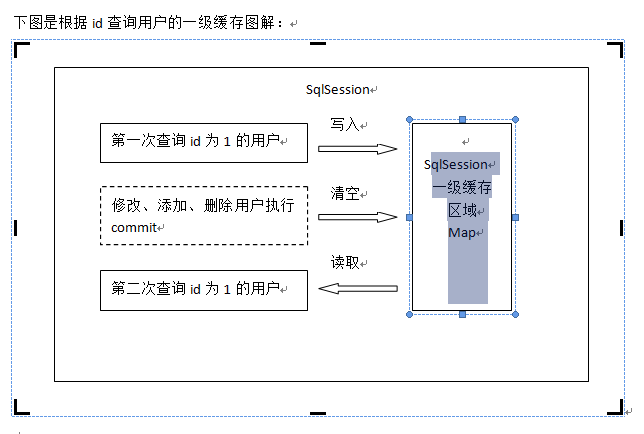 下图是根据 id 查询用户的一级缓存图解：
SqlSession
第一次查询 id 为 1 的用户
写入
修改、添加、删除用户执行
commit
清空
第二次查询 id 为 1 的用户
读取
SqlSession
一级缓存
区域
Map